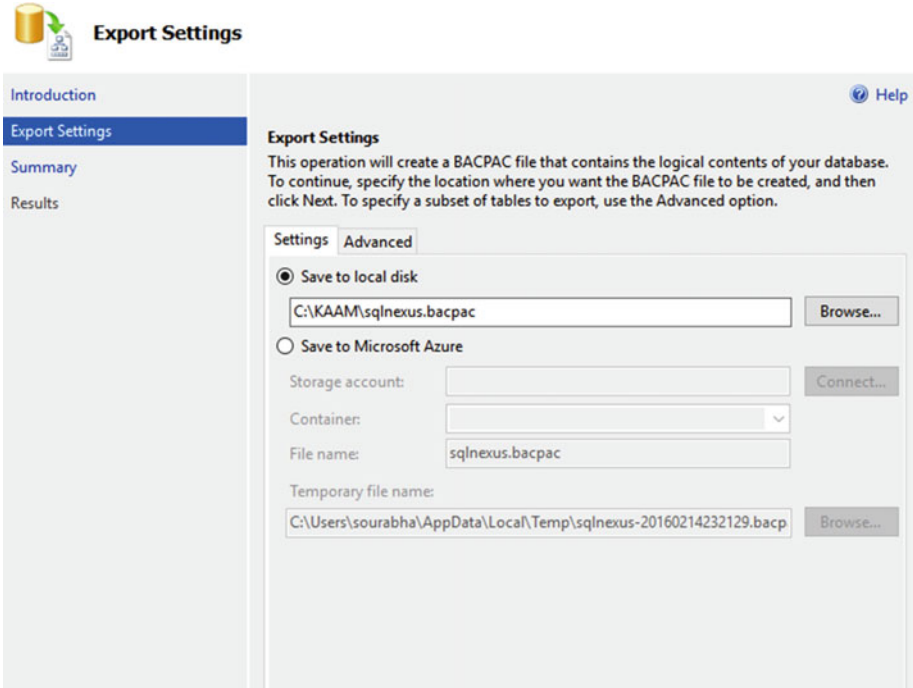 Export Settings
Introduction
Export Settings
Summary
Results
Help
Export Settings
This operation will create a BACPAC file that contains the logical contents of your database.
To continue, specify the location where you want the BACPAC file to be created, and then
click Next. To specify a subset of tables to export, use the Advanced option.
Settings Advanced
Save to local disk
C:\KAAM\sqlnexus.bacpac Browse...
Save to Microsoft Azure
Storage account: Connect...
Container:
File name: sqlnexus.bacpac
Temporary file name:
C:\Users\sourabha\AppData\Local\Temp\sqlnexus-20160214232129.bacp Browse...